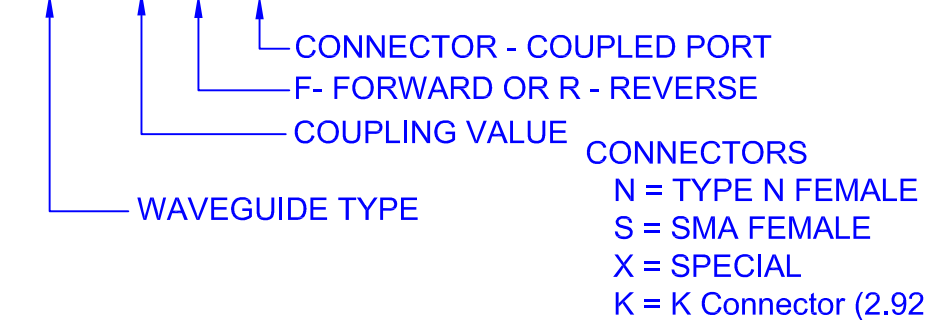 CONNECTOR - COUPLED PORT
F- FORWARD OR R - REVERSE
COUPLING VALUE
WAVEGUIDE TYPE
CONNECTORS
N = TYPE N FEMALE
S = SMA FEMALE
X = SPECIAL
K = K Connector (2.92